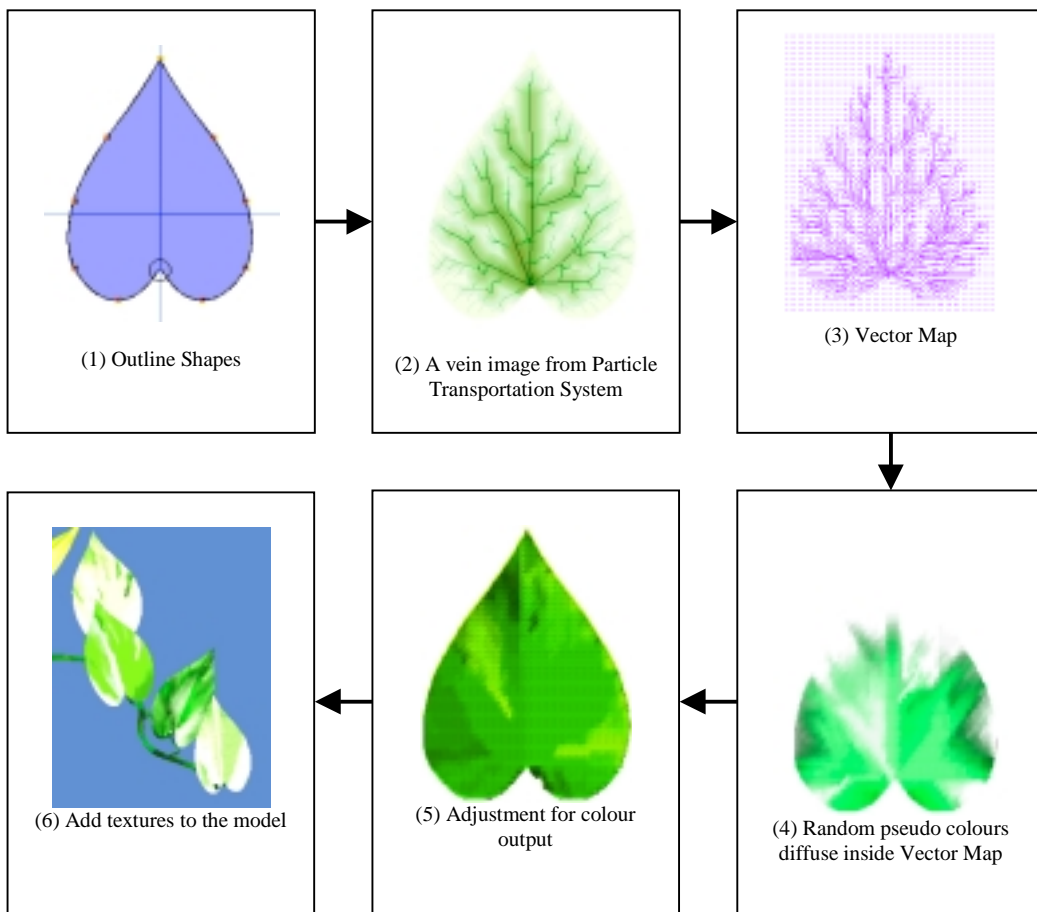 (1) Outline Shapes
(2) A vein image from Particle
Transportation System
(3) Vector Map
(4) Random pseudo colours
diffuse inside Vector Map
(5) Adjustment for colour
output
(6) Add textures to the model